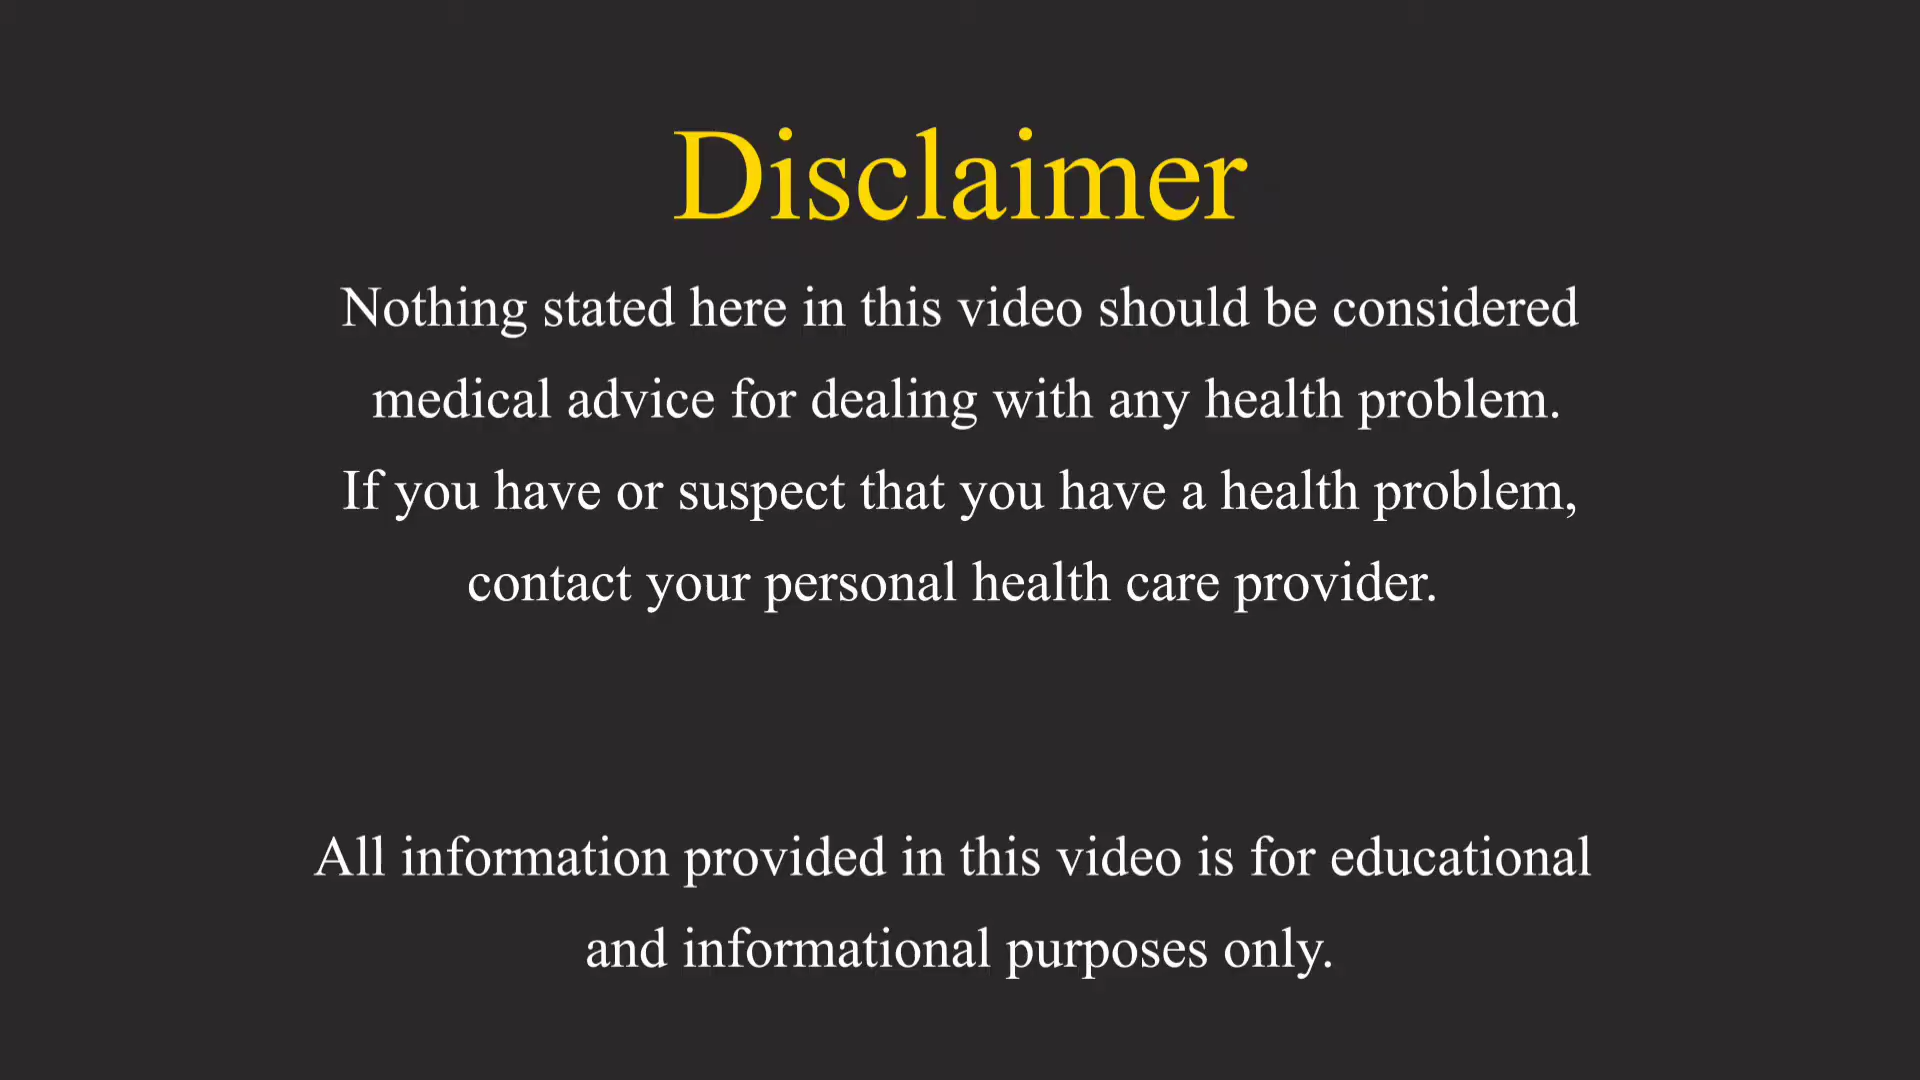 Disclaimer
Nothing stated here in this video should be considered
medical advice for dealing with any health problem.
If you have or suspect that you have a health problem,
contact your personal health care provider.
All information provided in this video is for educational
and informational purposes only.